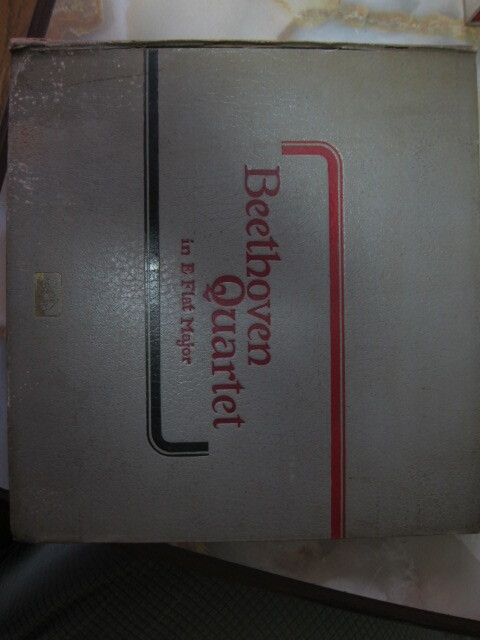 Beethoven
Quartet
in E Flat Major